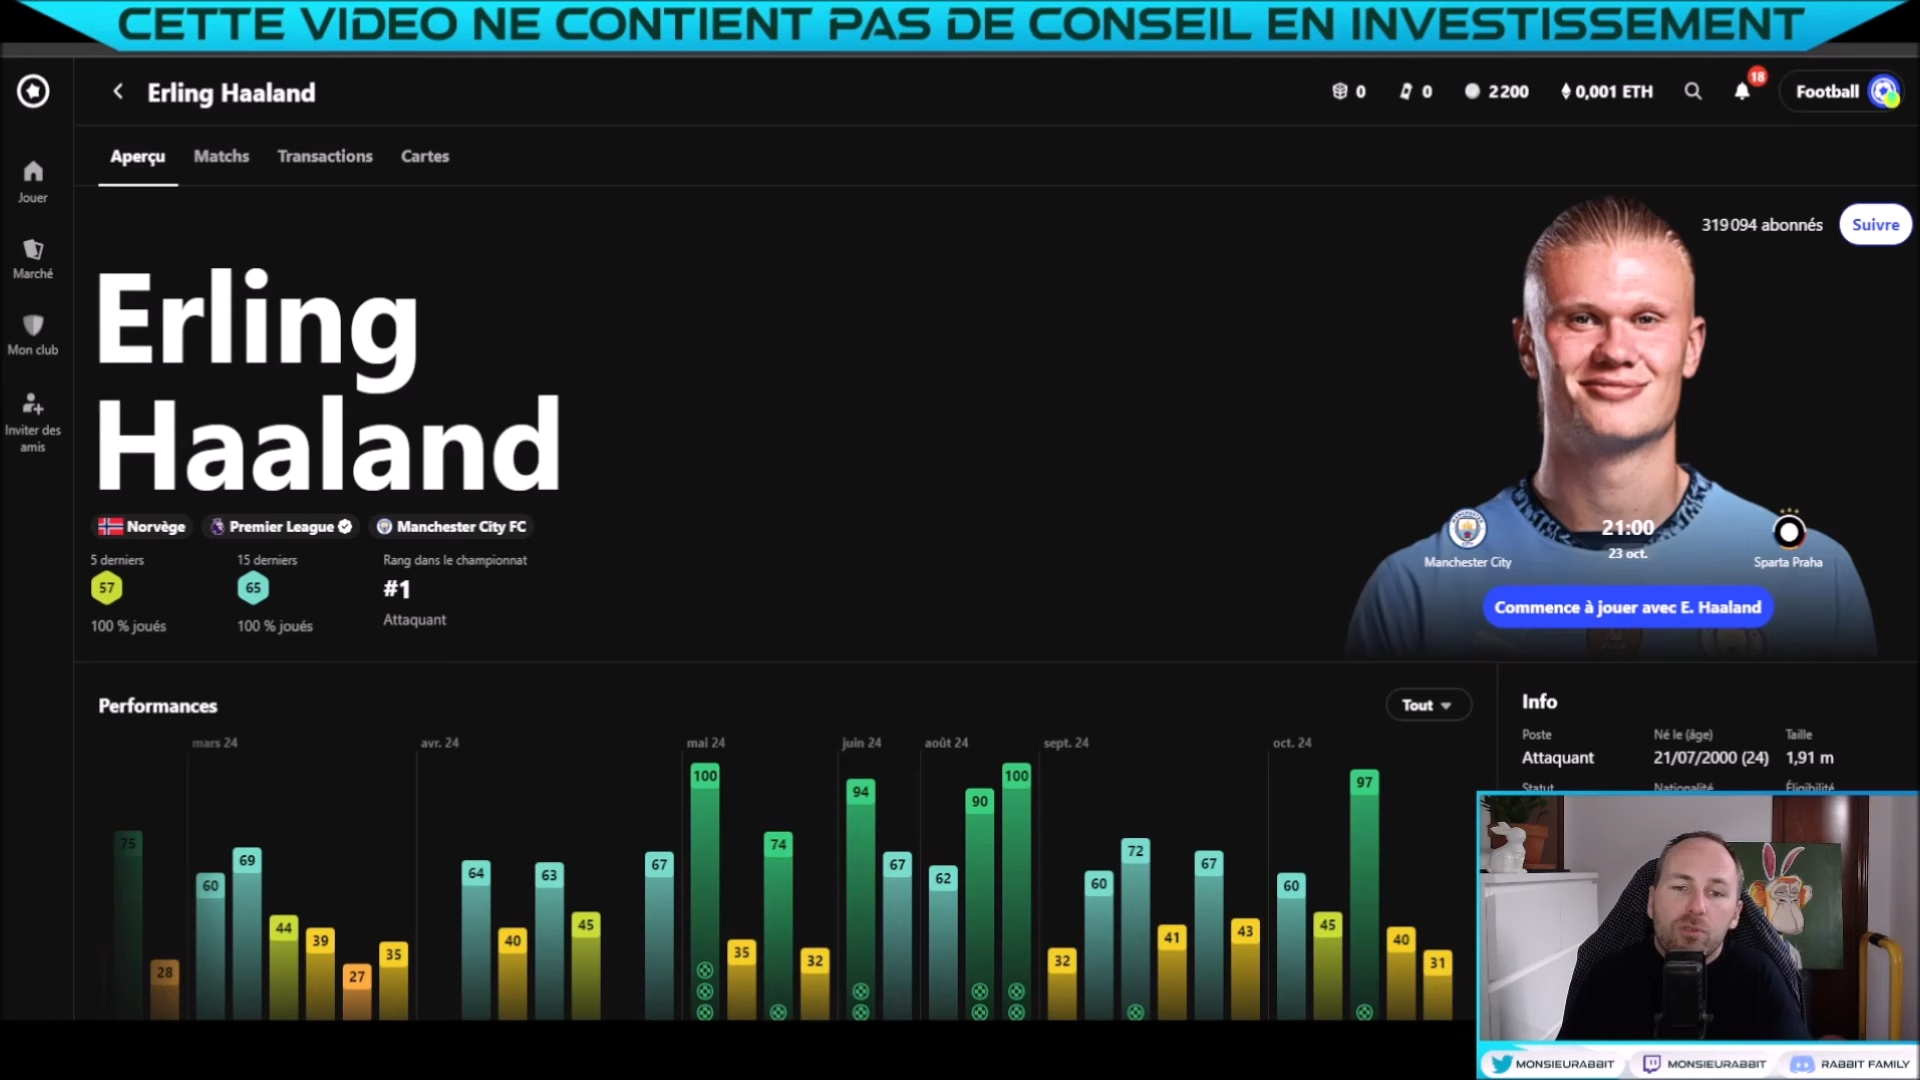 CETTE VIDEO NE CONTIENT PAS DE CONSEIL EN INVESTISSEMENT
Erling Haaland
0
0
2 200
0,001 ETH
18
Football
Aperçu
Matchs
Transactions
Cartes
Jouer
Marché
Mon club
Inviter des
amis
319 094 abonnés
Suivre
Erling
Haaland
Norvège
Premier League
Manchester City FC
5 derniers
57
100 % joués
15 derniers
65
100 % joués
Rang dans le championnat
#1
Attaquant
21:00
23 oct.
Manchester City
Sparta Praha
Commence à jouer avec E. Haaland
Performances
Tout
mars 24
avr. 24
mai 24
juin 24
août 24
sept. 24
oct. 24
75
28
60
69
44
39
27
35
64
40
63
45
67
100
35
74
32
94
67
62
90
100
32
60
72
41
67
43
60
45
97
40
31
Info
Poste
Attaquant
Né le (âge)
21/07/2000 (24)
Taille
1,91 m
Statut
Nationalité
Éligibilité
MONSIEURABBIT
MONSIEURABBIT
RABBIT FAMILY